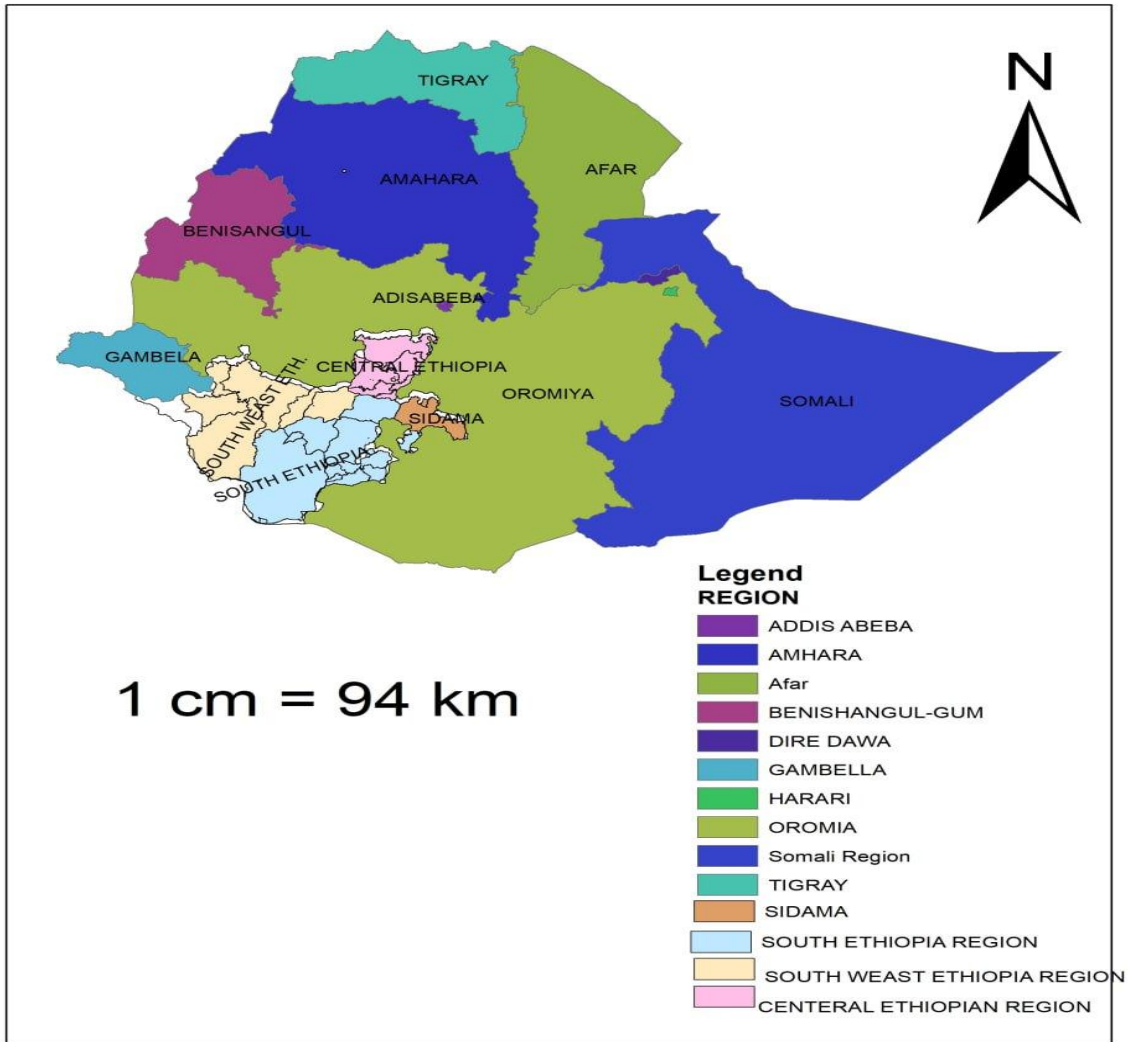 N
TIGRAY
AFAR
AMAHARA
BENISANGUL
ADISABEBA
GAMBELA
CENTRAL ETHIOPIA
OROMIYA
SOMALI
SOUTH WEAST ETH.
SIDAMA
SOUTH ETHIOPIA
Legend
REGION
ADDIS ABEBA
AMHARA
Afar
BENISHANGUL-GUM
DIRE DAWA
GAMBELLA
HARARI
OROMIA
Somali Region
TIGRAY
SIDAMA
SOUTH ETHIOPIA REGION
SOUTH WEAST ETHIOPIA REGION
CENTERAL ETHIOPIAN REGION
1 cm = 94 km